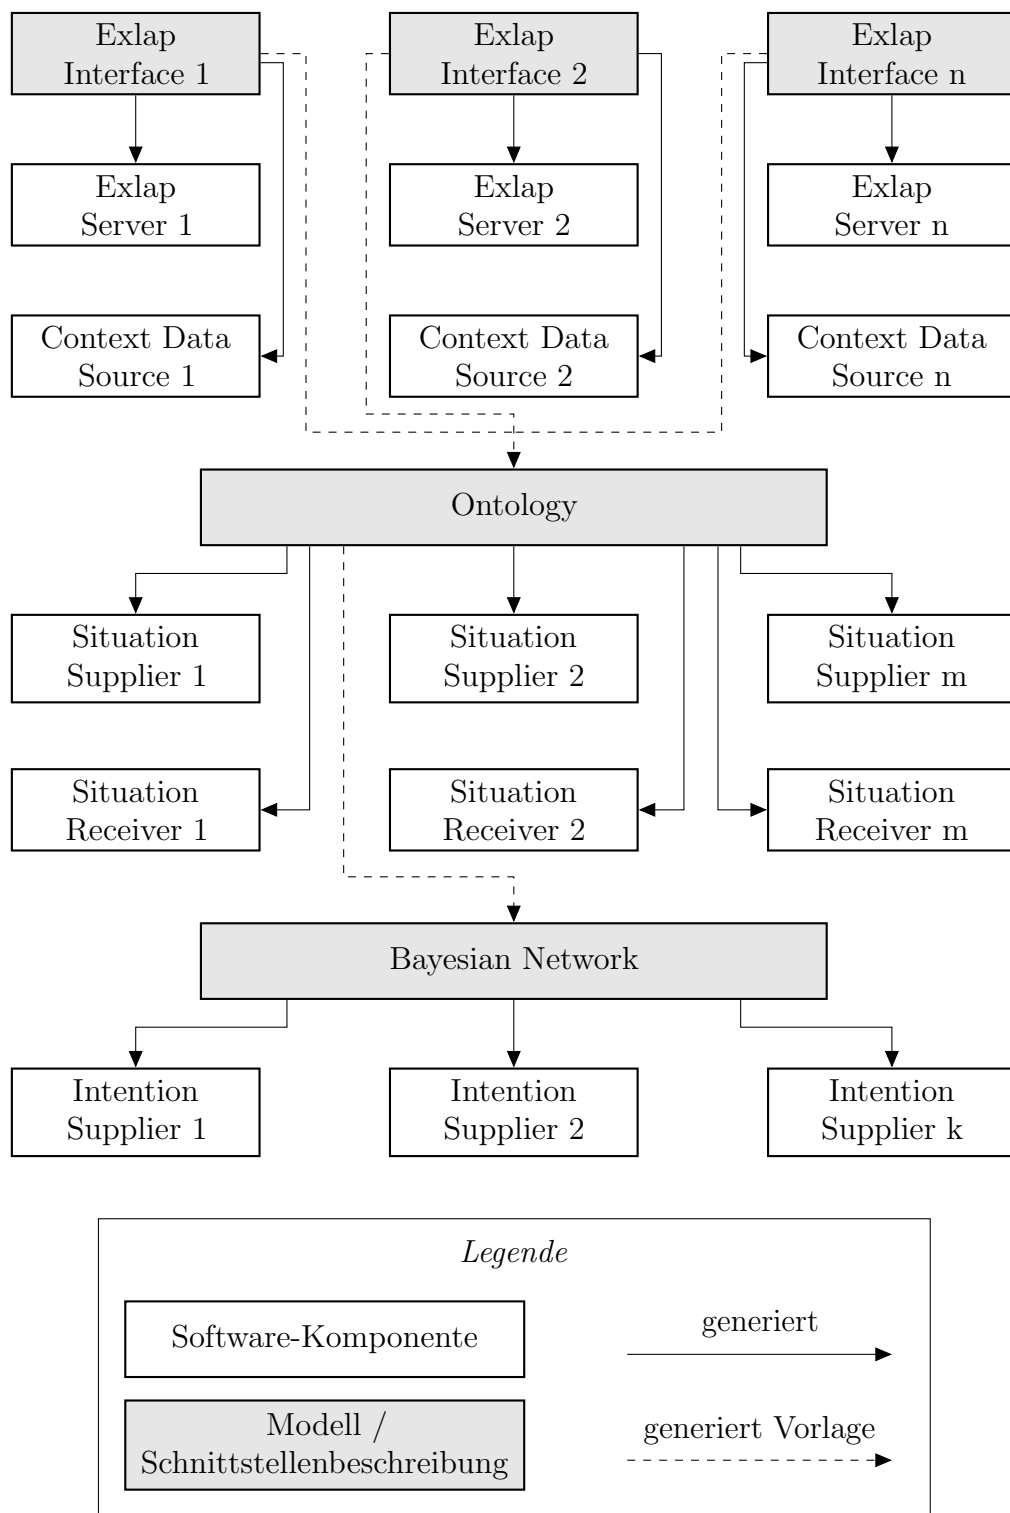 Exlap
Interface 1
Exlap
Interface 2
Exlap
Interface n
Exlap
Server 1
Exlap
Server 2
Exlap
Server n
Context Data
Source 1
Context Data
Source 2
Context Data
Source n
Ontology
Situation
Supplier 1
Situation
Supplier 2
Situation
Supplier m
Situation
Receiver 1
Situation
Receiver 2
Situation
Receiver m
Bayesian Network
Intention
Supplier 1
Intention
Supplier 2
Intention
Supplier k
Legende
Software-Komponente
generiert
Modell /
Schnittstellenbeschreibung
generiert Vorlage